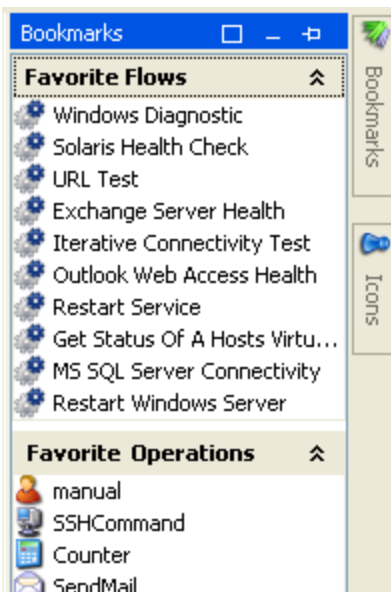 Bookmarks
Favorite Flows
Windows Diagnostic
Solaris Health Check
URL Test
Exchange Server Health
Iterative Connectivity Test
Outlook Web Access Health
Restart Service
Get Status Of A Hosts Virtu...
MS SQL Server Connectivity
Restart Windows Server
Favorite Operations
manual
SSHCommand
Counter
SendMail
Bookmarks
Icons